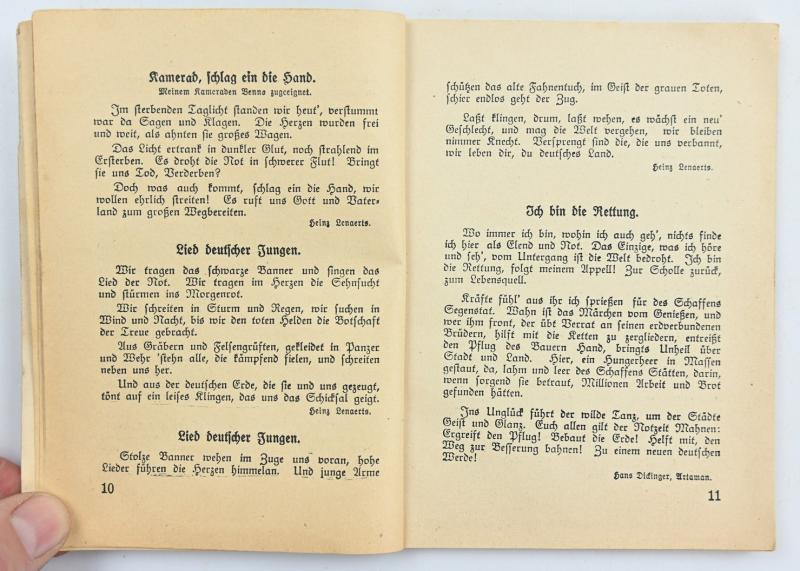 Kamerad, schlag ein die Hand.
Meinem Kameraden Benno zugeeignet.
Im sterbenden Taglicht standen wir heut', verstummt
war da Sagen und Klagen. Die Herzen wurden frei
und weit, als ahnten sie großes Wagen.
Das Licht ertrank in dunkler Glut, noch strahlend im
Ersterben. Es droht die Not in schwerer Flut! Bringt
sie uns Tod, Verderben?
Doch was auch kommt, schlag ein die Hand, wir
wollen ehrlich streiten! Es ruft uns Gott und Vater-
land zum großen Wegbereiten.
Heinz Lenaerts.
Lied deutscher Jungen.
Wir tragen das schwarze Banner und singen das
Lied der Not. Wir tragen im Herzen die Sehnsucht
und stürmen ins Morgenrot.
Wir schreiten in Sturm und Regen, wir suchen in
Wind und Nacht, bis wir den toten Helden die Botschaft
der Treue gebracht.
Aus Gräbern und Felsengrüften, gekleidet in Panzer
und Wehr 'stehn alle, die kämpfend fielen, und schreiten
neben uns her.
Und aus der deutschen Erde, die sie und uns gezeugt,
tönt auf ein leises Klingen, das uns das Schicksal geigt.
Heinz Lenaerts.
Lied deutscher Jungen.
Stolze Banner wehen im Zuge uns voran, hohe
Lieder führen die Herzen himmelan. Und junge Arme
10
schützen das alte Fahnentuch, im Geist der grauen Toten,
schier endlos geht der Zug.
Laßt klingen, drum, laßt wehen, es wächst ein neu'
Geschlecht, und mag die Welt vergehen, wir bleiben
nimmer Knecht. Versprengt sind die, die uns verbannt,
wir leben dir, du deutsches Land.
Heinz Lenaerts.
Ich bin die Rettung.
Wo immer ich bin, wohin ich auch geh', nichts finde
ich hier als Elend und Not. Das Einzige, was ich höre
und seh', vom Untergang ist die Welt bedroht. Ich bin
die Rettung, folgt meinem Appell! Zur Scholle zurück,
zum Lebensquell.
Kräfte fühl' aus ihr ich sprießen für des Schaffens
Segenstat. Wahn ist das Märchen vom Genießen, und
wer ihm front, der übt Verrat an seinen erdverbundenen
Brüdern, hilft mit die Ketten zu zergliedern, entreißt
den Pflug des Bauern Hand, bringts Unheil über
Stadt und Land. Hier, ein Hungerheer in Massen
gestaut, da, lahm und leer des Schaffens Stätten, darin,
wenn sorgend sie betraut, Millionen Arbeit und Brot
gefunden hätten.
Ins Unglück führt der wilde Tanz, um der Städte
Geist und Glanz. Euch allen gilt der Notzeit Mahnen:
Ergreift den Pflug! Bebaut die Erde! Helft mit, den
Weg zur Besserung bahnen! Zu einem neuen deutschen
Werde!
Hans Dickinger, Artaman.
11